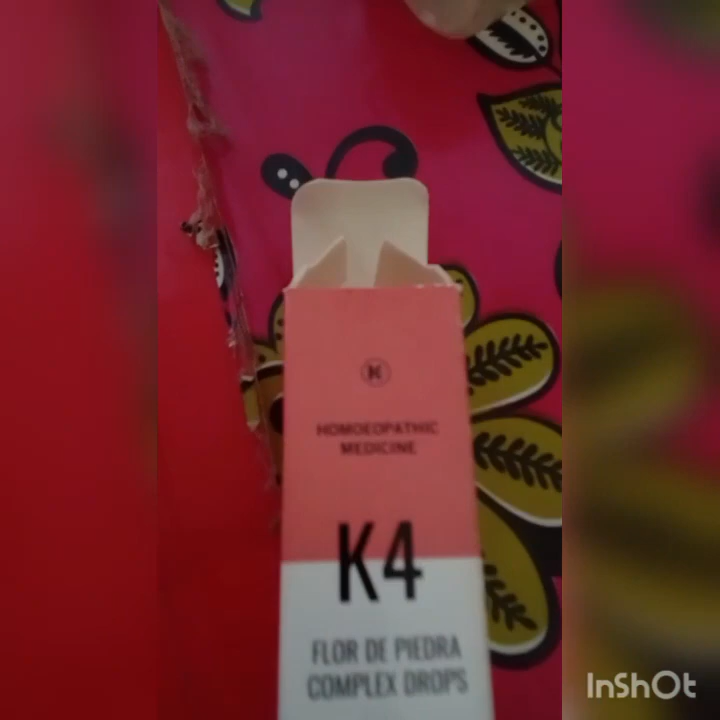 HOMOEOPATHIC
MEDICINE
K4
FLOR DE PIEDRA
COMPLEX DROPS
InShOt